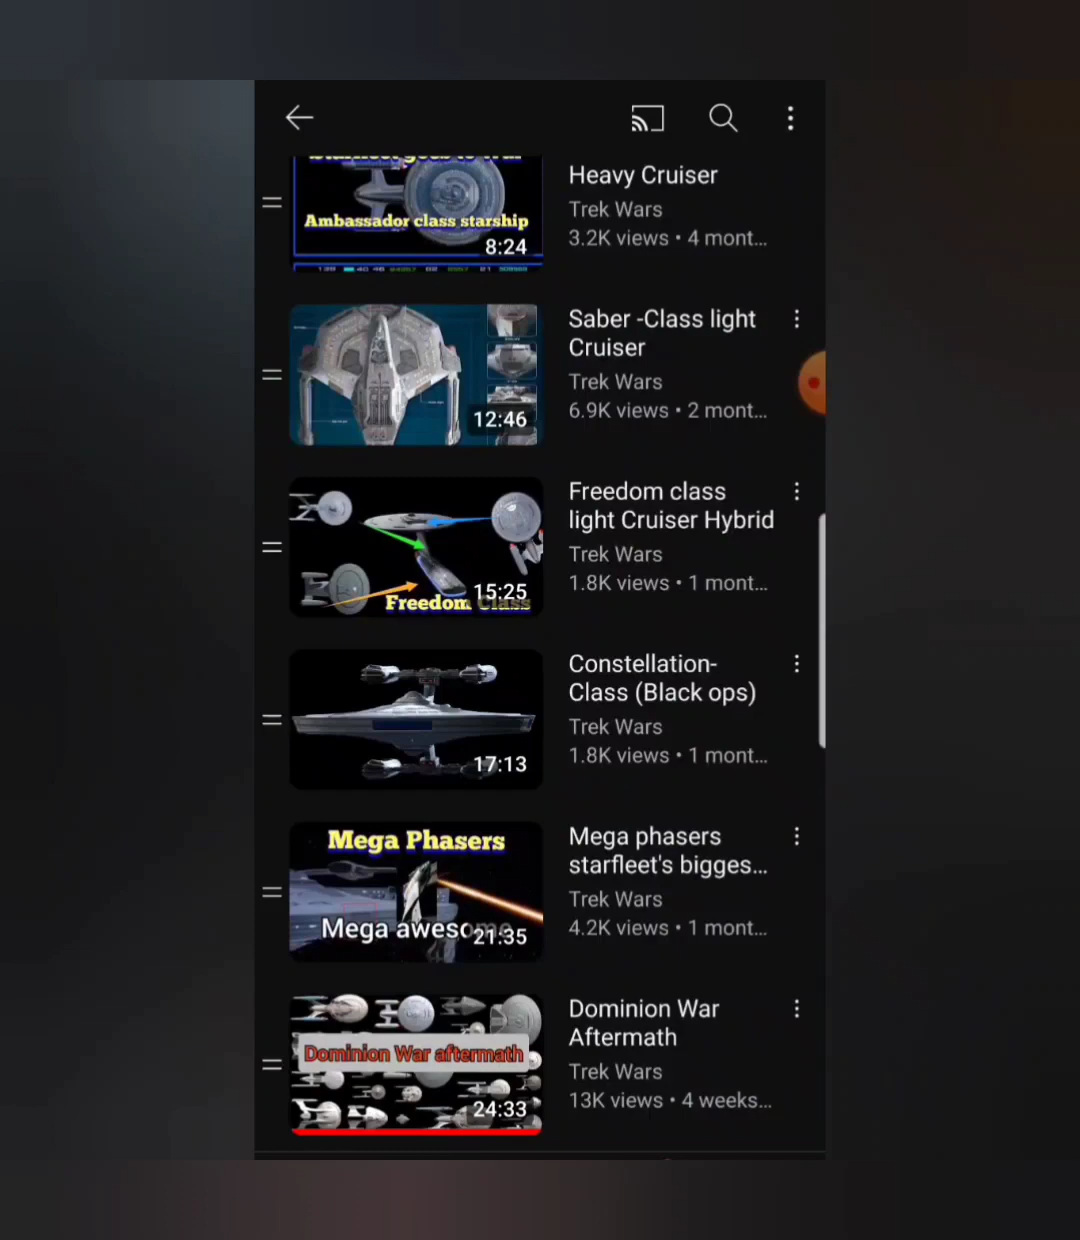 Ambassador class starship
8:24
Heavy Cruiser
Trek Wars
3.2K views • 4 mont...
12:46
Saber -Class light
Cruiser
Trek Wars
6.9K views • 2 mont...
15:25
Freedom Class
Freedom class
light Cruiser Hybrid
Trek Wars
1.8K views • 1 mont...
17:13
Constellation-
Class (Black ops)
Trek Wars
1.8K views • 1 mont...
Mega Phasers
Mega awesome
21:35
Mega phasers
starfleet's bigges...
Trek Wars
4.2K views • 1 mont...
Dominion War aftermath
24:33
Dominion War
Aftermath
Trek Wars
13K views • 4 weeks...